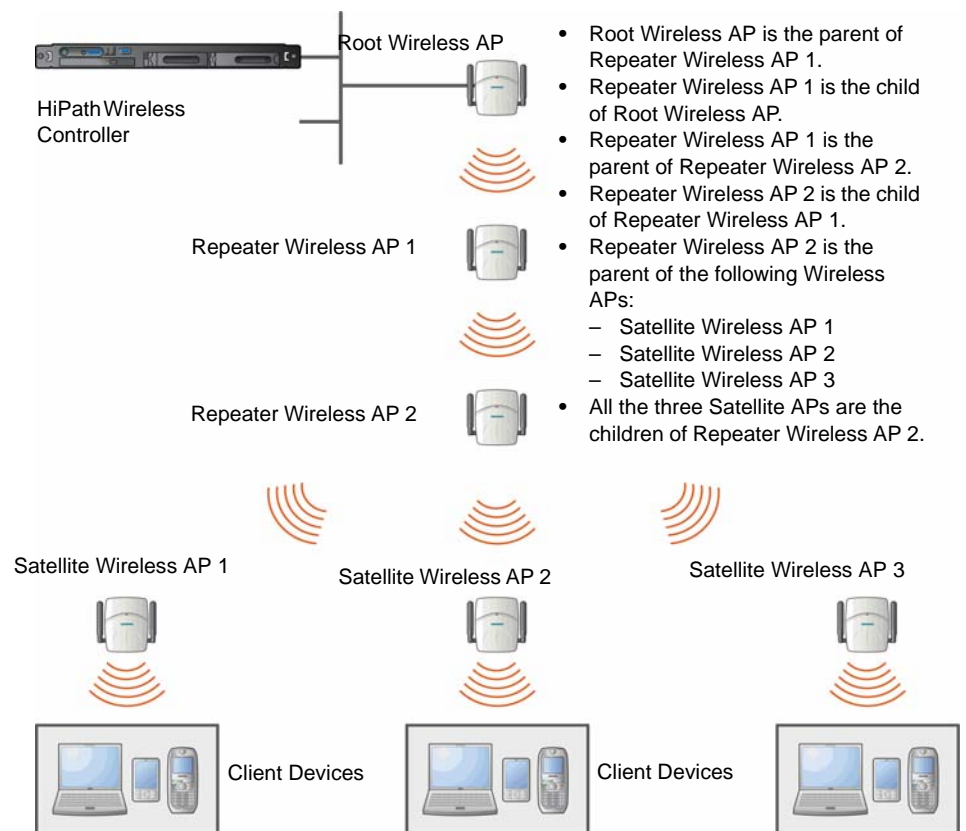 Root Wireless AP
HiPath Wireless
Controller
• Root Wireless AP is the parent of
Repeater Wireless AP 1.
• Repeater Wireless AP 1 is the child
of Root Wireless AP.
• Repeater Wireless AP 1 is the
parent of Repeater Wireless AP 2.
• Repeater Wireless AP 2 is the child
of Repeater Wireless AP 1.
• Repeater Wireless AP 2 is the
parent of the following Wireless
APs:
– Satellite Wireless AP 1
– Satellite Wireless AP 2
– Satellite Wireless AP 3
• All the three Satellite APs are the
children of Repeater Wireless AP 2.
Repeater Wireless AP 1
Repeater Wireless AP 2
Satellite Wireless AP 1
Satellite Wireless AP 2
Satellite Wireless AP 3
Client Devices
Client Devices